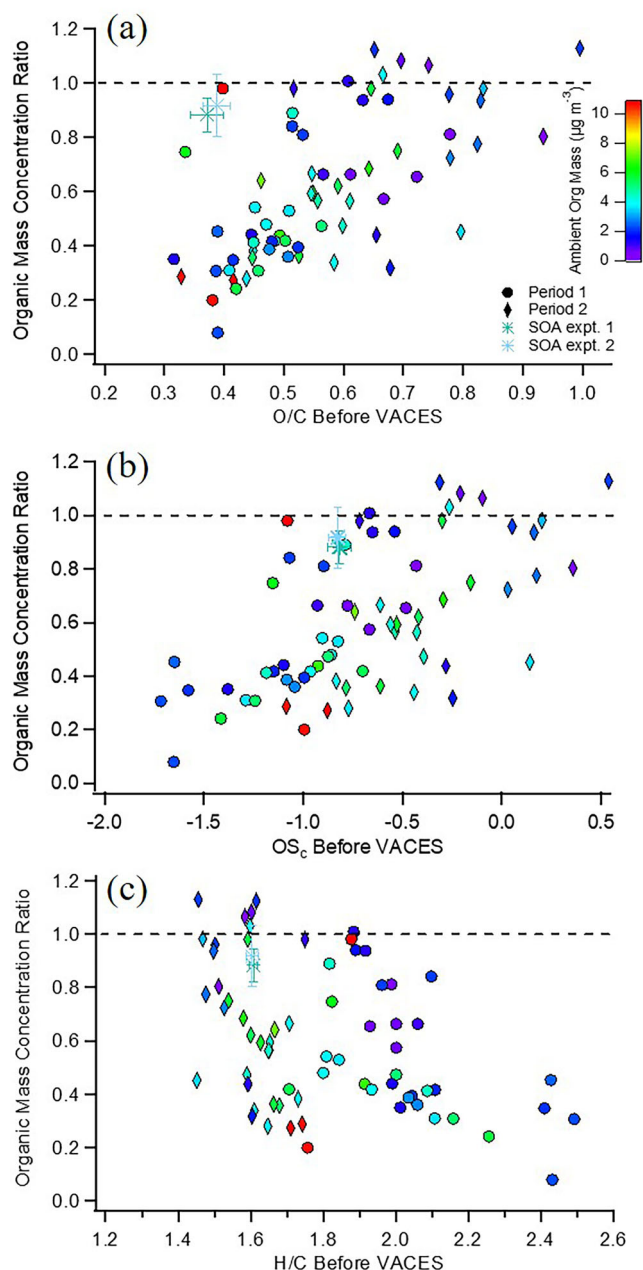 (a)
Organic Mass Concentration Ratio
1.2
1.0
0.8
0.6
0.4
0.2
0.0
0.2 0.3 0.4 0.5 0.6 0.7 0.8 0.9 1.0
O/C Before VACES
Ambient Org Mass (µg m⁻³)
10
8
6
4
2
0
Period 1
Period 2
SOA expt. 1
SOA expt. 2
(b)
Organic Mass Concentration Ratio
1.2
1.0
0.8
0.6
0.4
0.2
0.0
-2.0 -1.5 -1.0 -0.5 0.0 0.5
OSc Before VACES
(c)
Organic Mass Concentration Ratio
1.2
1.0
0.8
0.6
0.4
0.2
0.0
1.2 1.4 1.6 1.8 2.0 2.2 2.4 2.6
H/C Before VACES